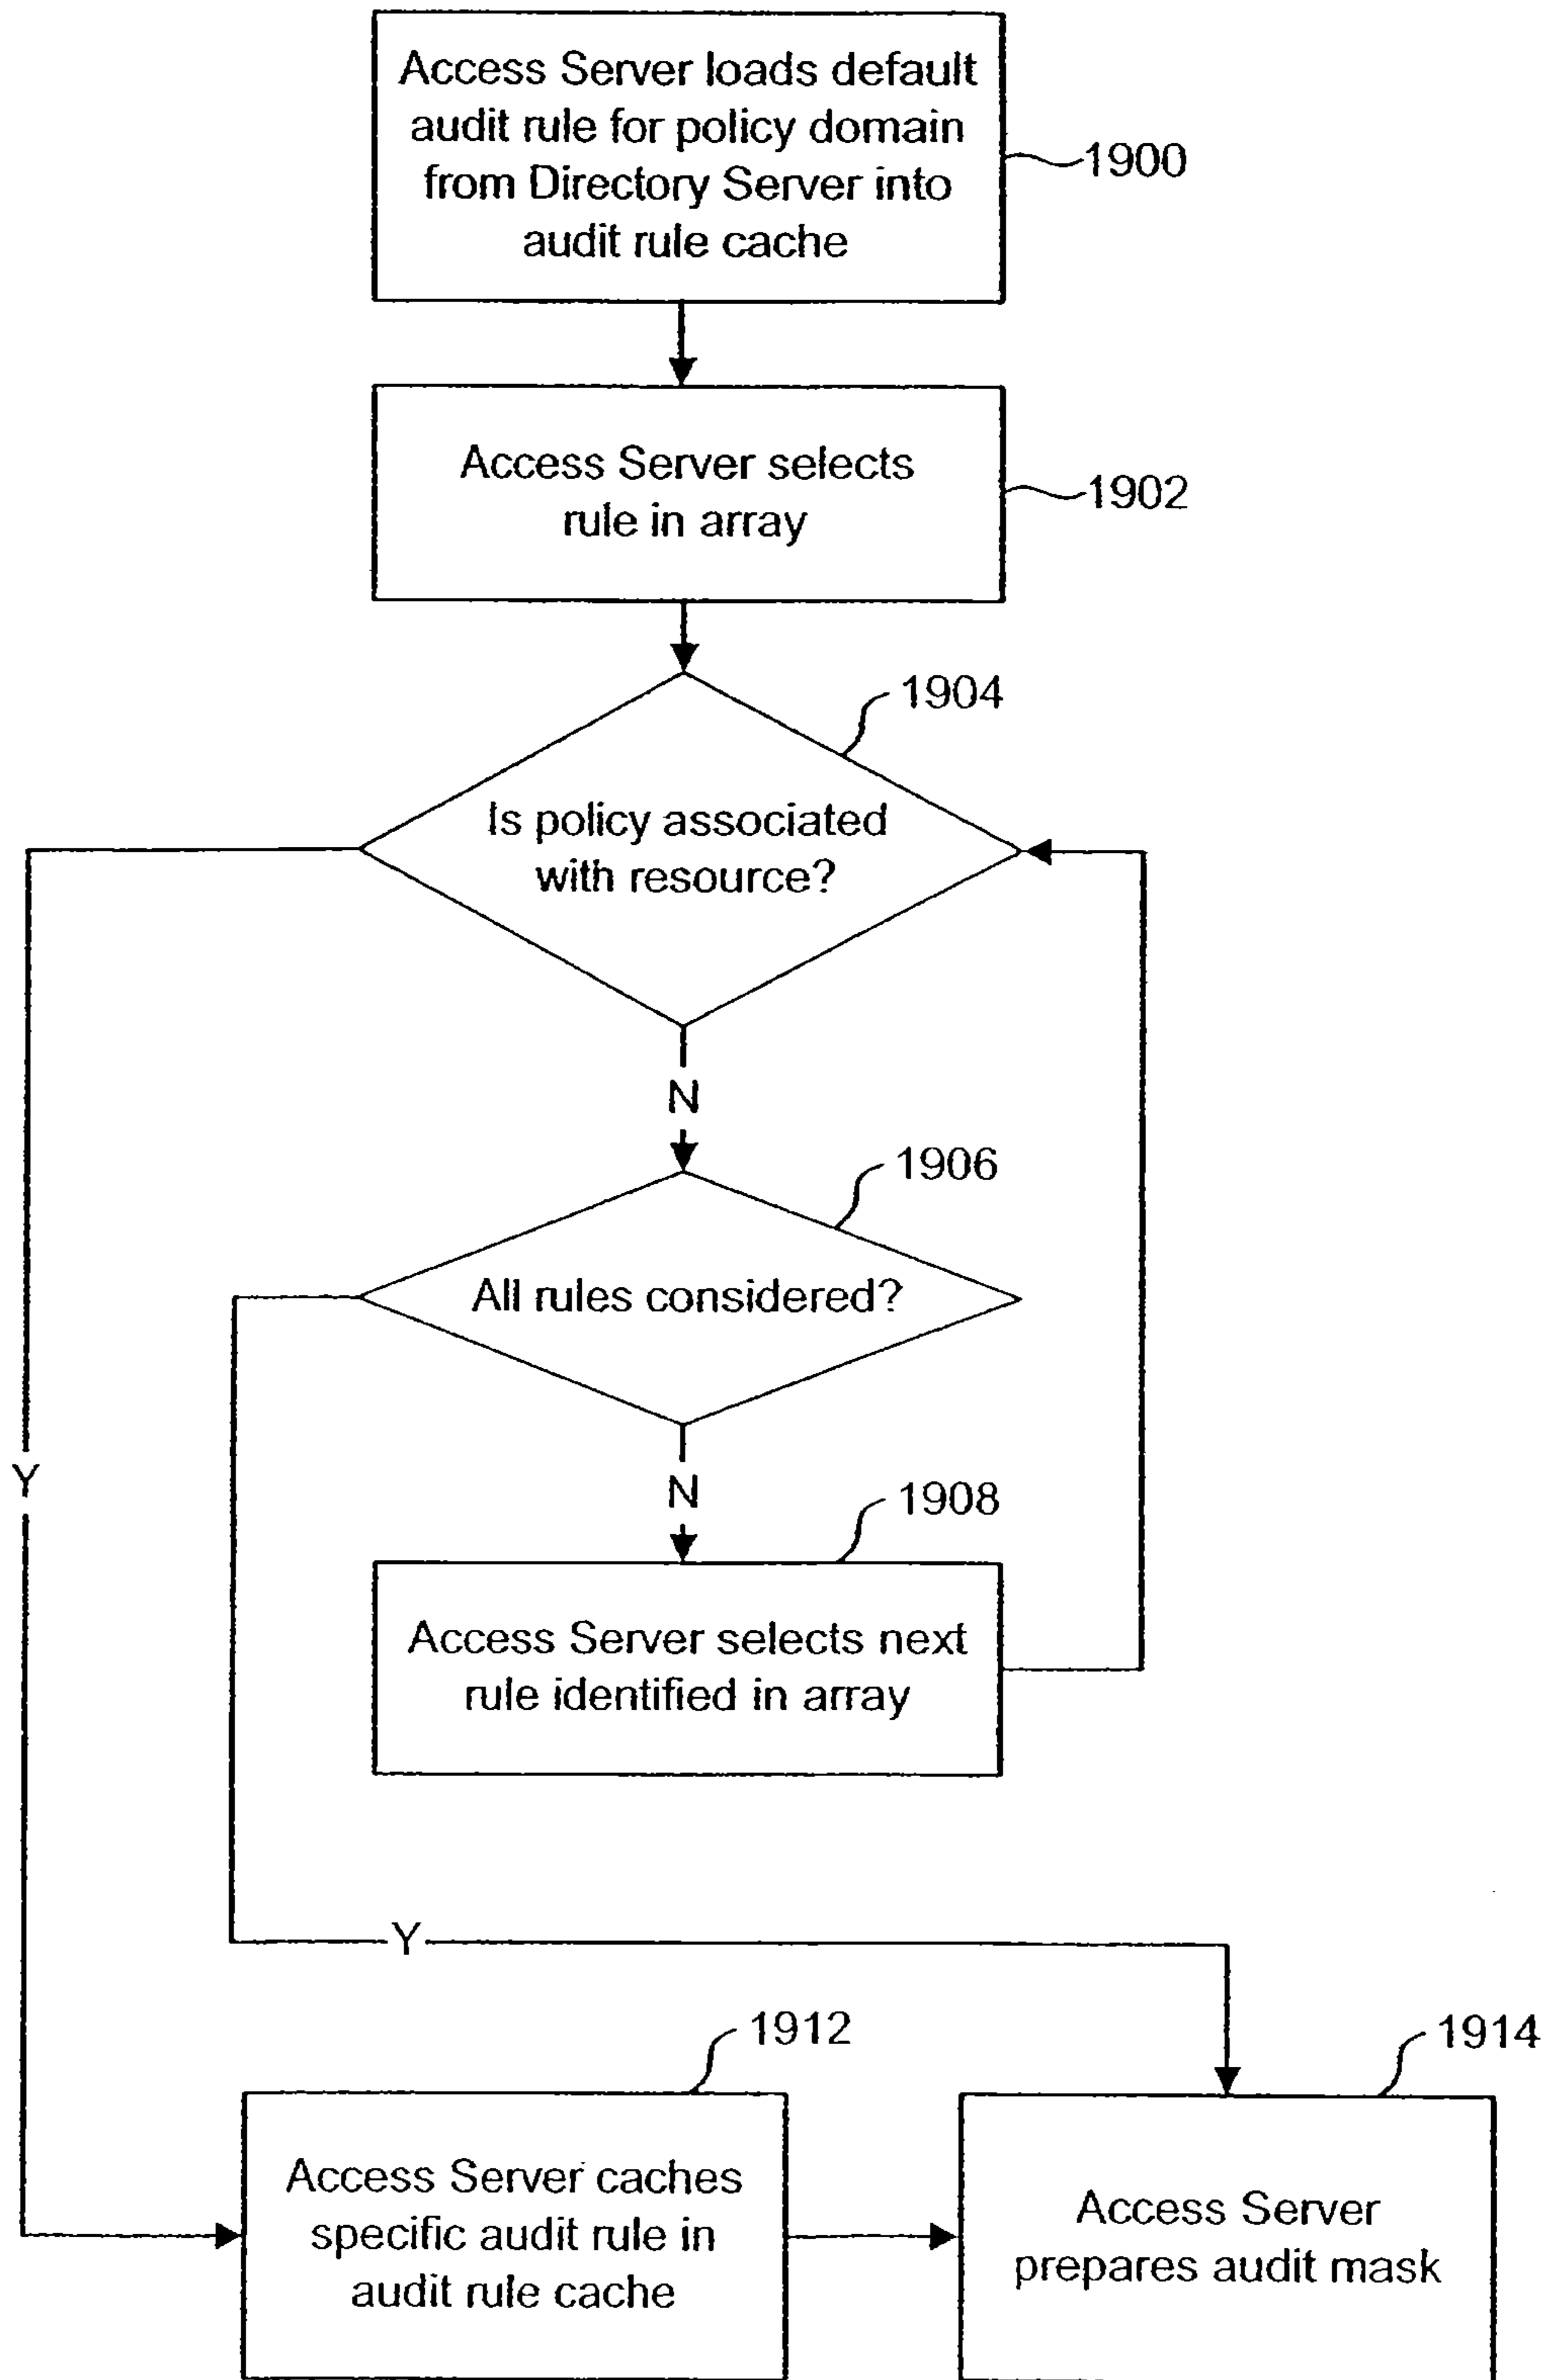 Access Server loads default
audit rule for policy domain
from Directory Server into
audit rule cache
1900
Access Server selects
rule in array
1902
1904
Is policy associated
with resource?
N
1906
All rules considered?
Y
N
1908
Access Server selects next
rule identified in array
Y
1912
1914
Access Server caches
specific audit rule in
audit rule cache
Access Server
prepares audit mask